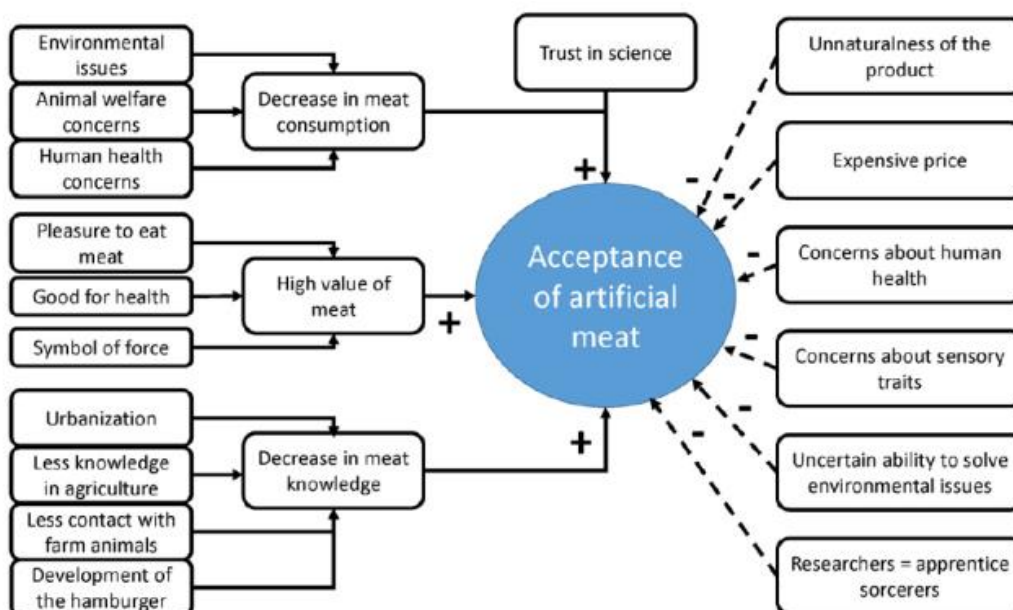 Environmental
issues
Animal welfare
concerns
Human health
concerns
Decrease in meat
consumption
Trust in science
+
Pleasure to eat
meat
Good for health
Symbol of force
High value of
meat
+
Urbanization
Less knowledge
in agriculture
Less contact with
farm animals
Development of
the hamburger
Decrease in meat
knowledge
+
Acceptance
of artificial
meat
Unnaturalness of the
product
-
Expensive price
-
Concerns about human
health
-
Concerns about sensory
traits
-
Uncertain ability to solve
environmental issues
-
Researchers = apprentice
sorcerers
-